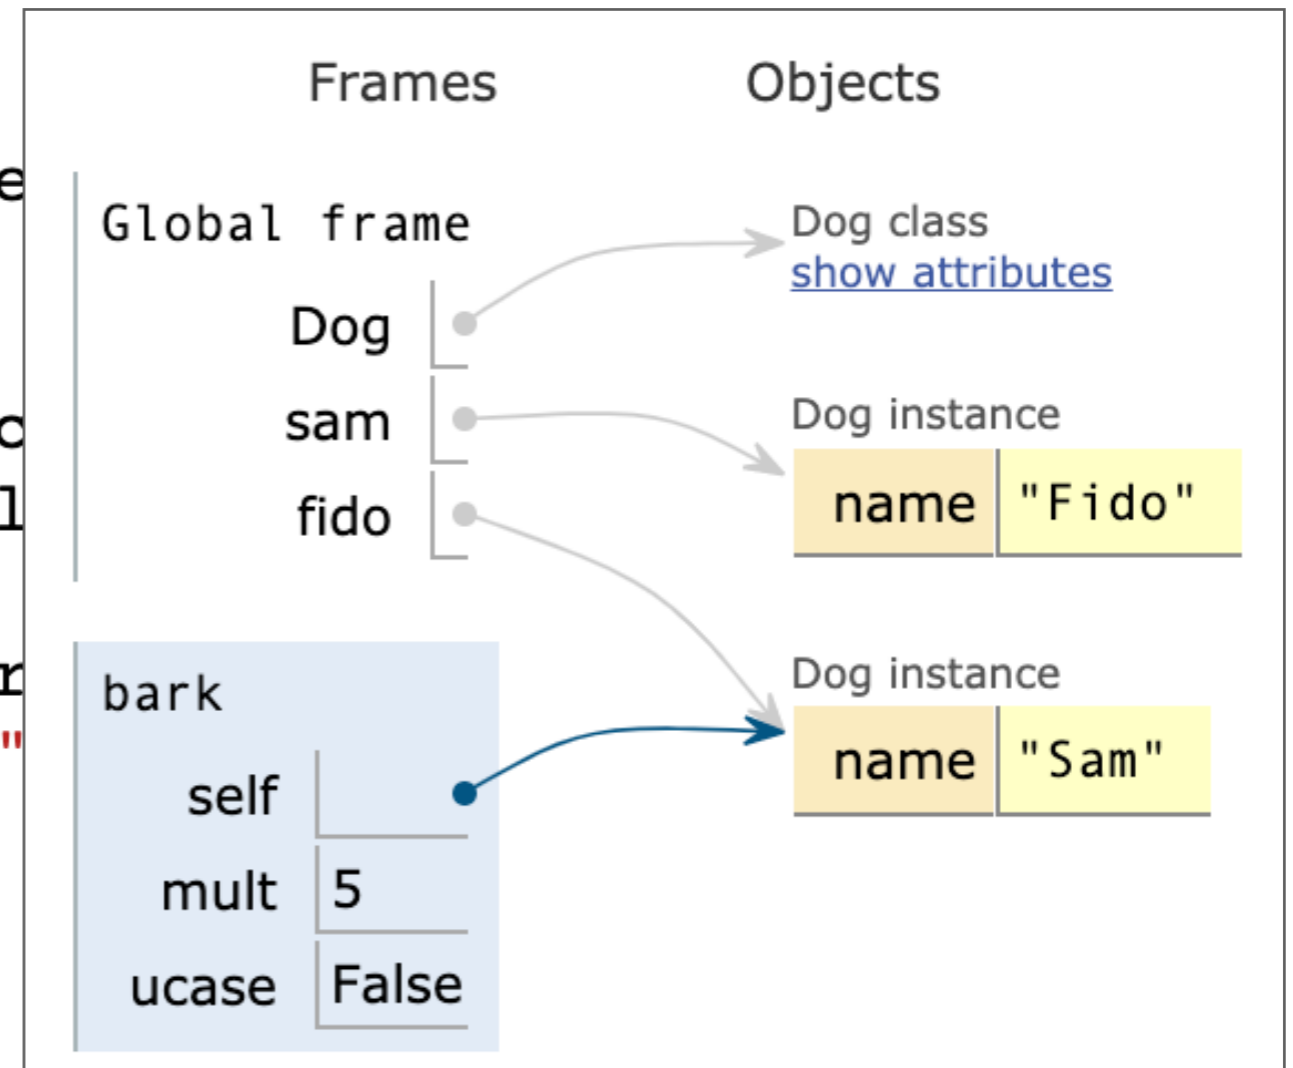 Frames Objects
Global frame
Dog class
show attributes
Dog
sam
fido
Dog instance
name "Fido"
Dog instance
name "Sam"
bark
self
mult 5
ucase False
e
c
l
r
"